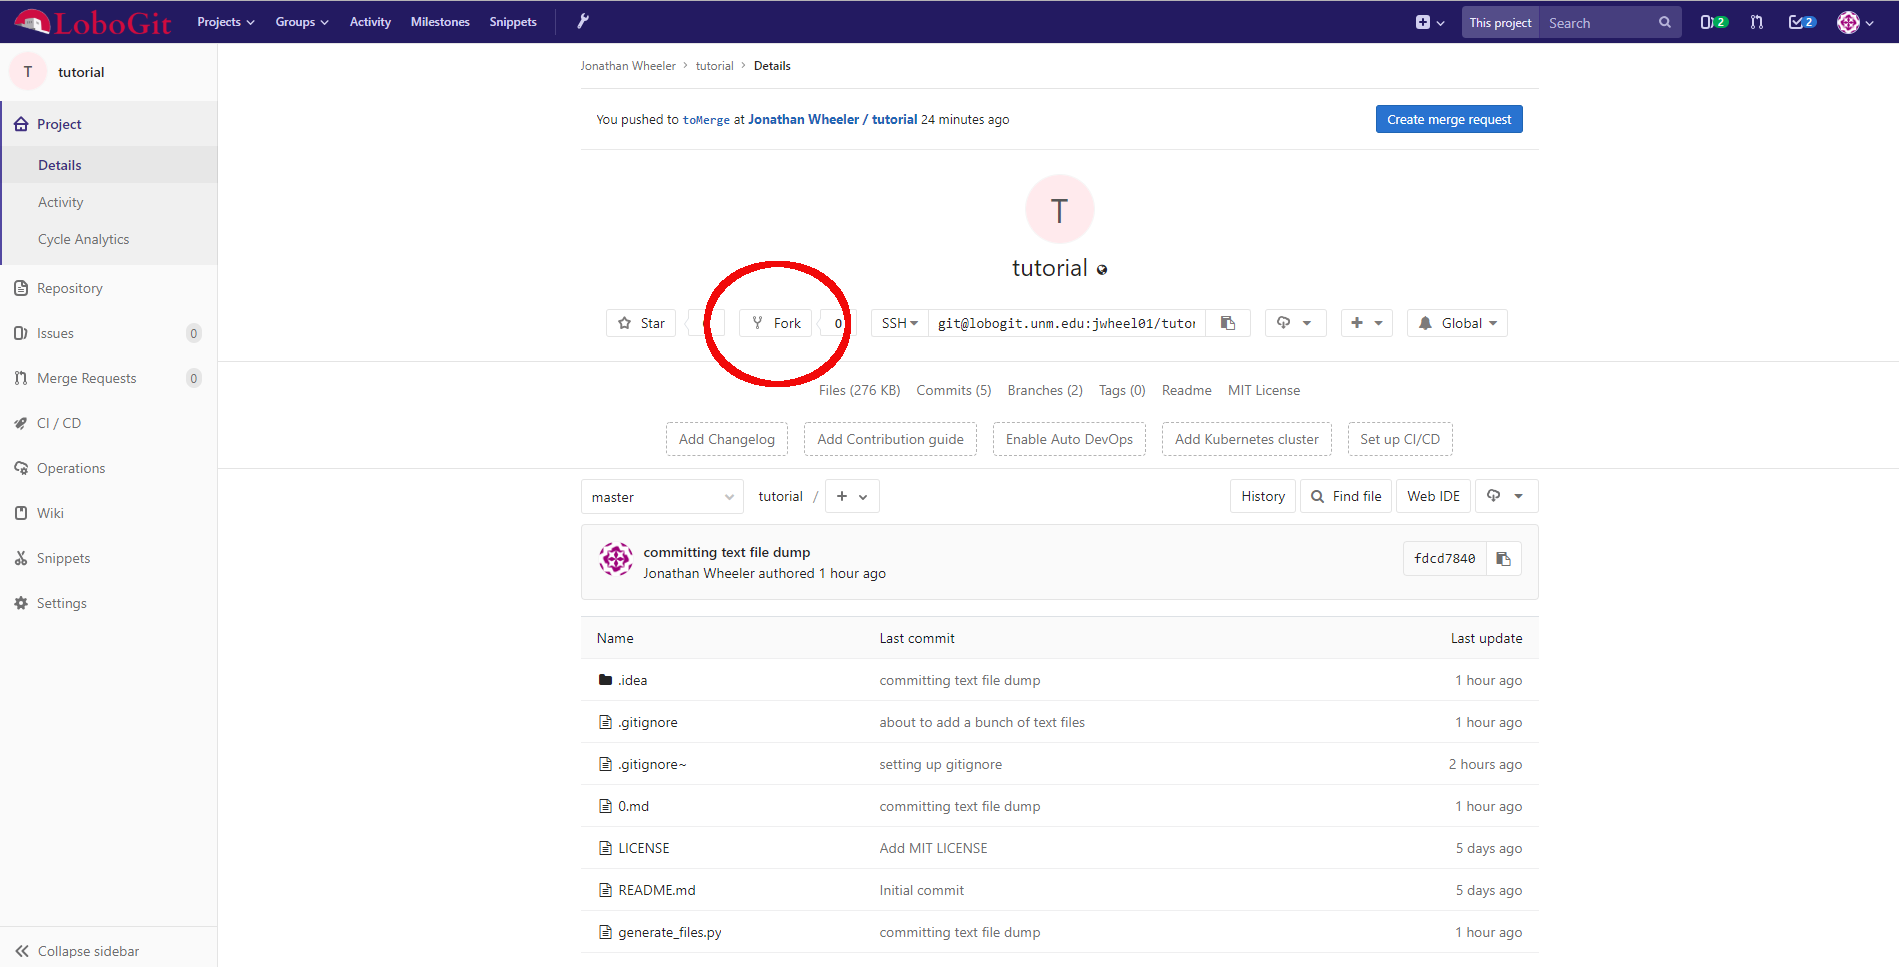 LoboGit Projects Groups Activity Milestones Snippets This project Search 2 2
T tutorial
Project
Details
Activity
Cycle Analytics
Repository
Issues 0
Merge Requests 0
CI / CD
Operations
Wiki
Snippets
Settings
Collapse sidebar
Jonathan Wheeler › tutorial › Details
You pushed to toMerge at Jonathan Wheeler / tutorial 24 minutes ago Create merge request
T
tutorial
Star Fork 0 SSH git@lobogit.unm.edu:jwheel01/tutor Global
Files (276 KB) Commits (5) Branches (2) Tags (0) Readme MIT License
Add Changelog Add Contribution guide Enable Auto DevOps Add Kubernetes cluster Set up CI/CD
master tutorial / + History Find file Web IDE
committing text file dump
Jonathan Wheeler authored 1 hour ago fdcd7840
Name Last commit Last update
.idea committing text file dump 1 hour ago
.gitignore about to add a bunch of text files 1 hour ago
.gitignore~ setting up gitignore 2 hours ago
0.md committing text file dump 1 hour ago
LICENSE Add MIT LICENSE 5 days ago
README.md Initial commit 5 days ago
generate_files.py committing text file dump 1 hour ago